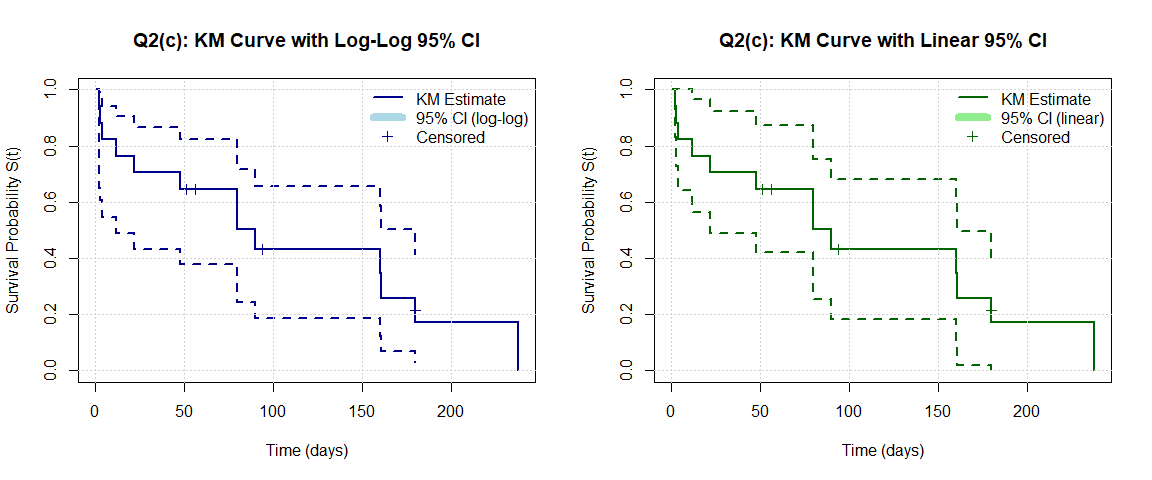 Q2(c): KM Curve with Log-Log 95% CI
Survival Probability S(t)
1.0
0.8
0.6
0.4
0.2
0.0
KM Estimate
95% CI (log-log)
Censored
0 50 100 150 200
Time (days)
Q2(c): KM Curve with Linear 95% CI
Survival Probability S(t)
1.0
0.8
0.6
0.4
0.2
0.0
KM Estimate
95% CI (linear)
Censored
0 50 100 150 200
Time (days)